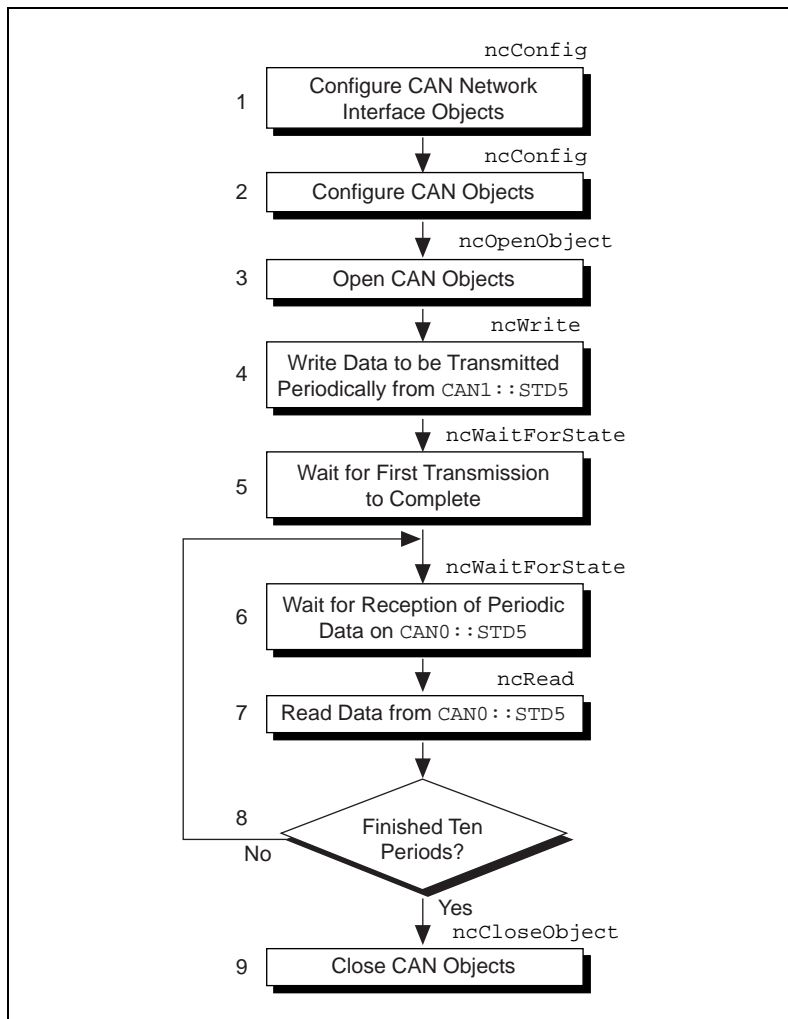 ncConfig
1
Configure CAN Network
Interface Objects
ncConfig
2
Configure CAN Objects
ncOpenObject
3
Open CAN Objects
ncWrite
4
Write Data to be Transmitted
Periodically from CAN1::STD5
ncWaitForState
5
Wait for First Transmission
to Complete
ncWaitForState
6
Wait for Reception of Periodic
Data on CAN0::STD5
ncRead
7
Read Data from CAN0::STD5
8
Finished Ten
Periods?
No
Yes
ncCloseObject
9
Close CAN Objects